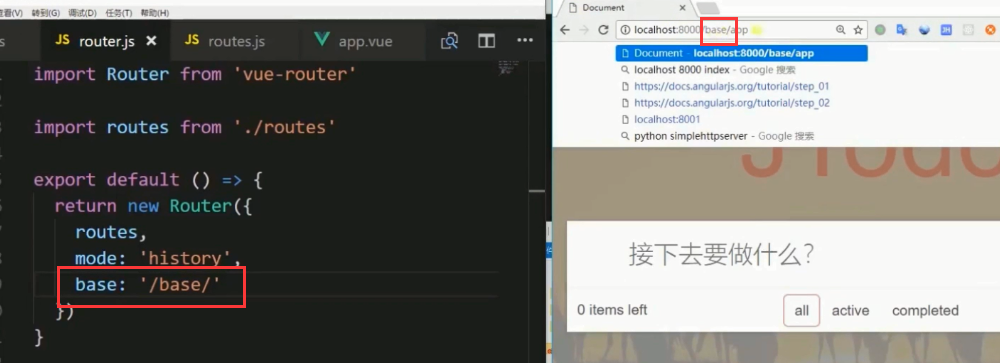 查看(V) 转到(G) 调试(D) 任务(T) 帮助(H)
s JS router.js × JS routes.js app.vue
import Router from 'vue-router'
import routes from './routes'
export default () => {
return new Router({
routes,
mode: 'history',
base: '/base/'
})
}
Document ×
localhost:8000/base/app
Document - localhost:8000/base/app
localhost 8000 index - Google 搜索
https://docs.angularjs.org/tutorial/step_01
https://docs.angularjs.org/tutorial/step_02
localhost:8001
python simplehttpserver - Google 搜索
接下去要做什么?
0 items left all active completed